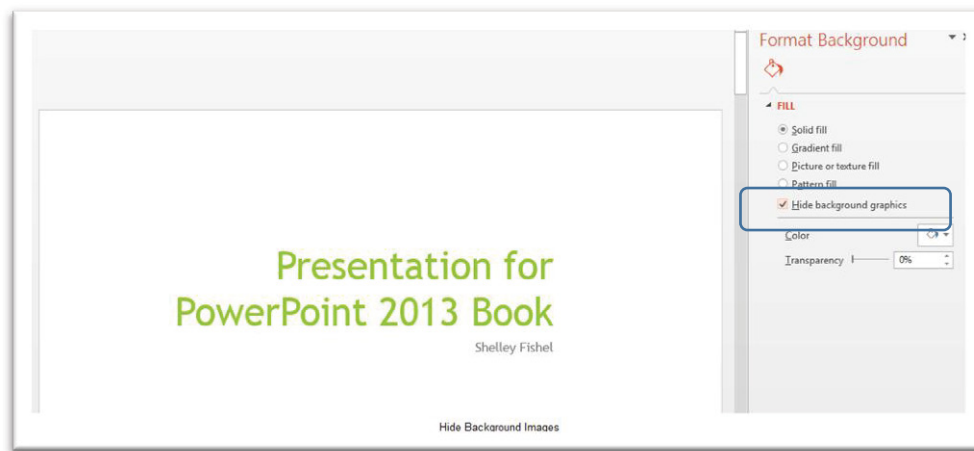 Format Background
FILL
Solid fill
Gradient fill
Picture or texture fill
Pattern fill
Hide background graphics
Color
Transparency 0%
Presentation for
PowerPoint 2013 Book
Shelley Fishel
Hide Background Images